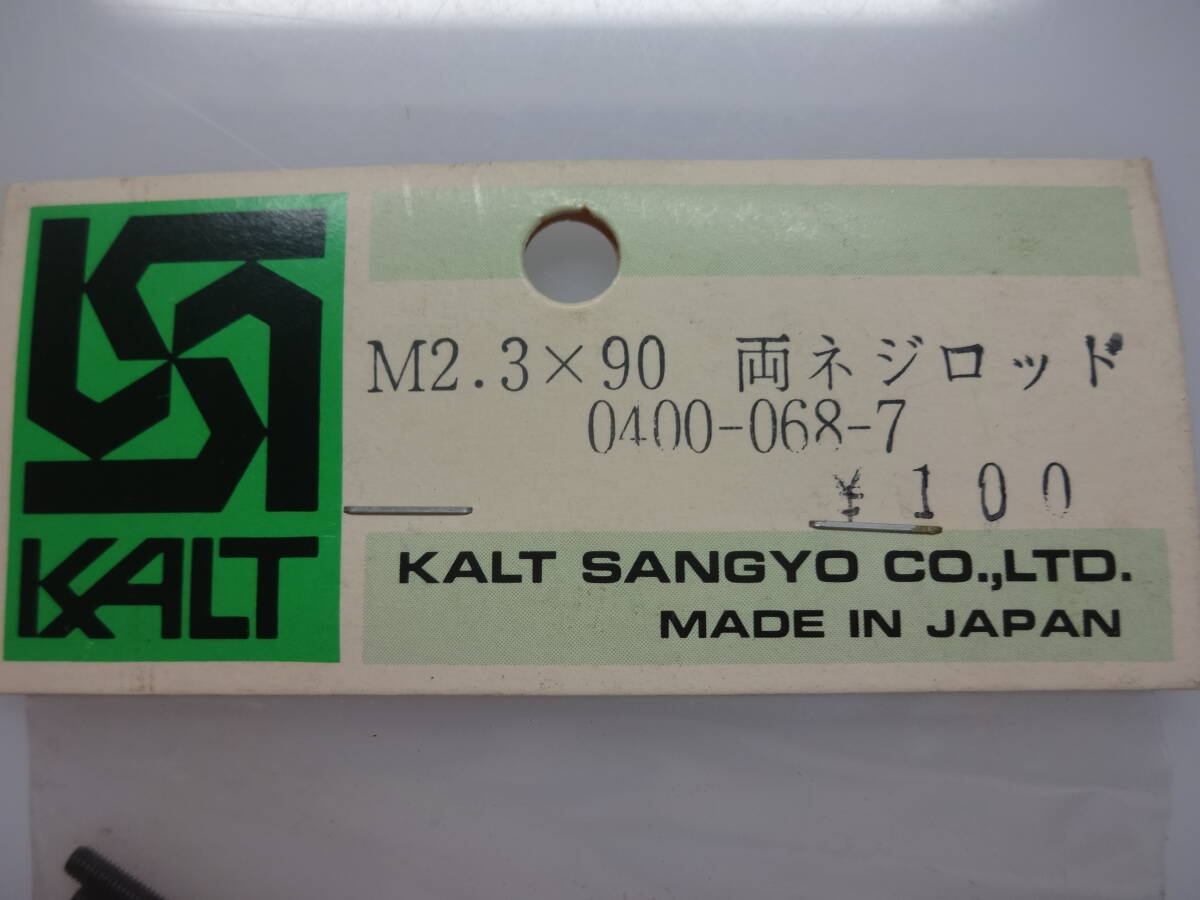 KALT
M2.3×90 両ネジロッド
0400-068-7
¥100
KALT SANGYO CO.,LTD.
MADE IN JAPAN